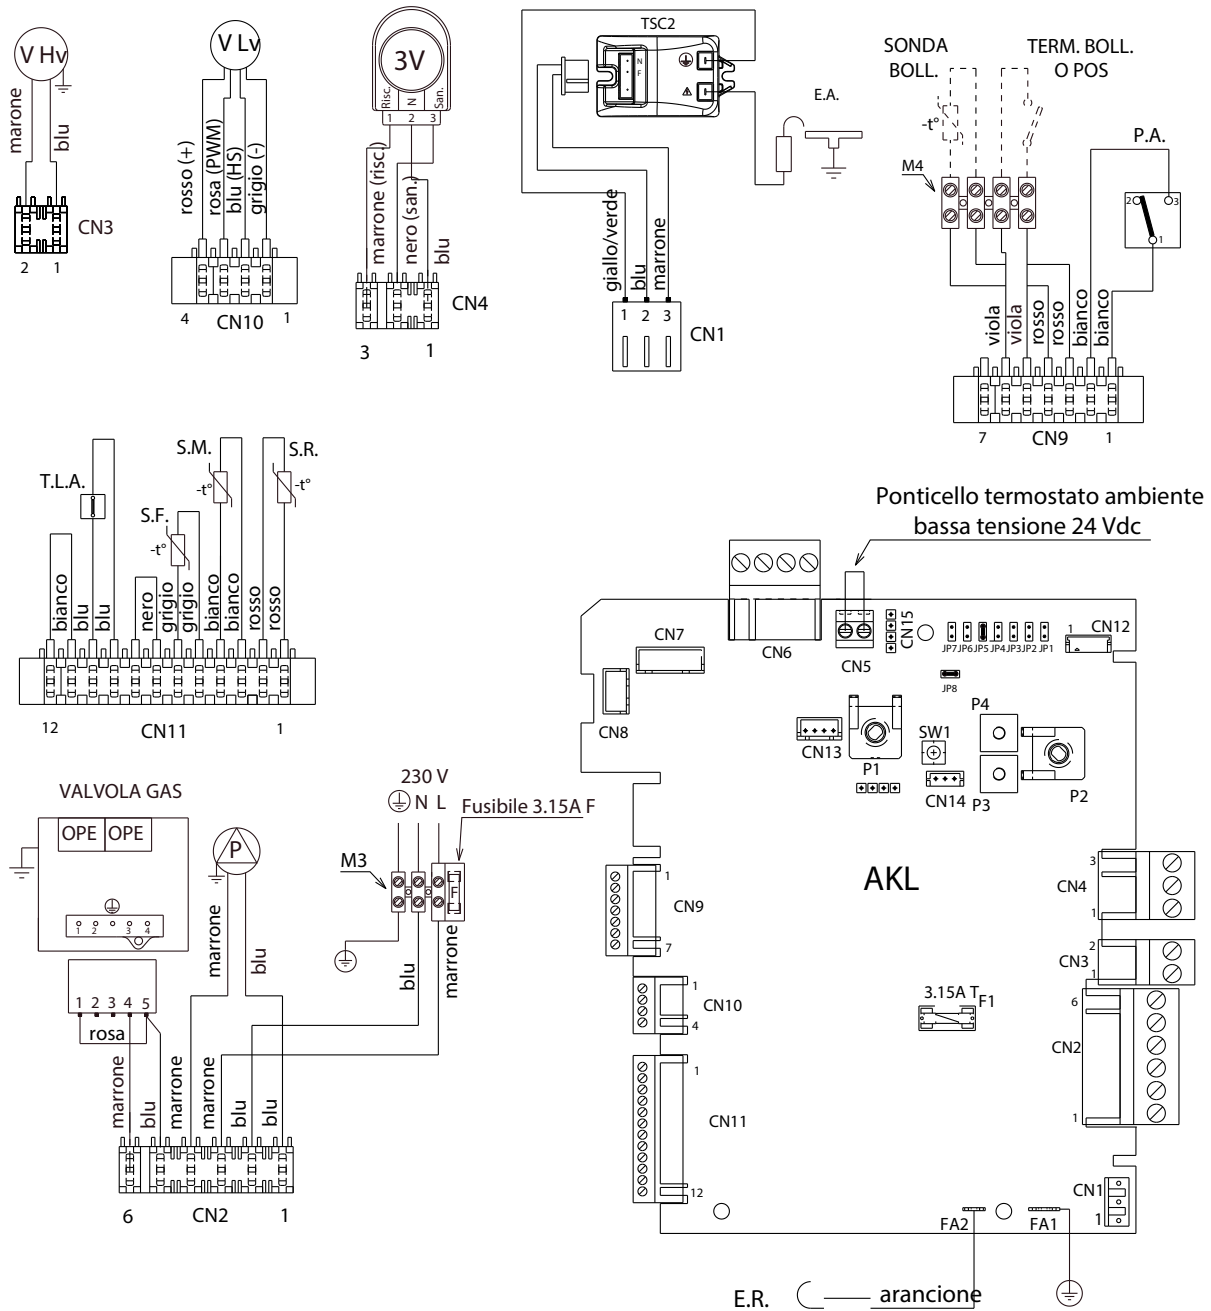 V Hv
marone
blu
CN3
2 1
V Lv
rosso (+)
rosa (PWM)
blu (HS)
grigio (-)
4 CN10 1
3V
Risc.
N
San.
1 2 3
marrone (risc.)
nero (san.)
blu
CN4
3 1
TSC2
N
F
E.A.
giallo/verde
blu
marrone
1 2 3
CN1
SONDA
BOLL.
TERM. BOLL.
O POS
-t°
M4
P.A.
2 3
1
viola
viola
rosso
rosso
bianco
bianco
7 CN9 1
T.L.A.
S.F.
-t°
S.M.
-t°
S.R.
-t°
bianco
blu
blu
nero
grigio
grigio
bianco
bianco
rosso
rosso
12 CN11 1
Ponticello termostato ambiente
bassa tensione 24 Vdc
CN7
CN8
CN6
CN5
CN15
JP7 JP6 JP5 JP4 JP3 JP2 JP1
1 CN12
JP8
CN13
P1
SW1
CN14
P4
P3
P2
AKL
VALVOLA GAS
OPE OPE
1 2 3 4
1 2 3 4 5
rosa
P
marrone
blu
230 V
N L
Fusibile 3.15A F
M3
F
blu
marrone
marrone
blu
marrone
marrone
blu
blu
6 CN2 1
1
CN9
7
1
CN10
4
1
CN11
12
3
CN4
1
2
CN3
1
6
CN2
1
3.15A T
F1
CN1
1
FA2 FA1
E.R. arancione